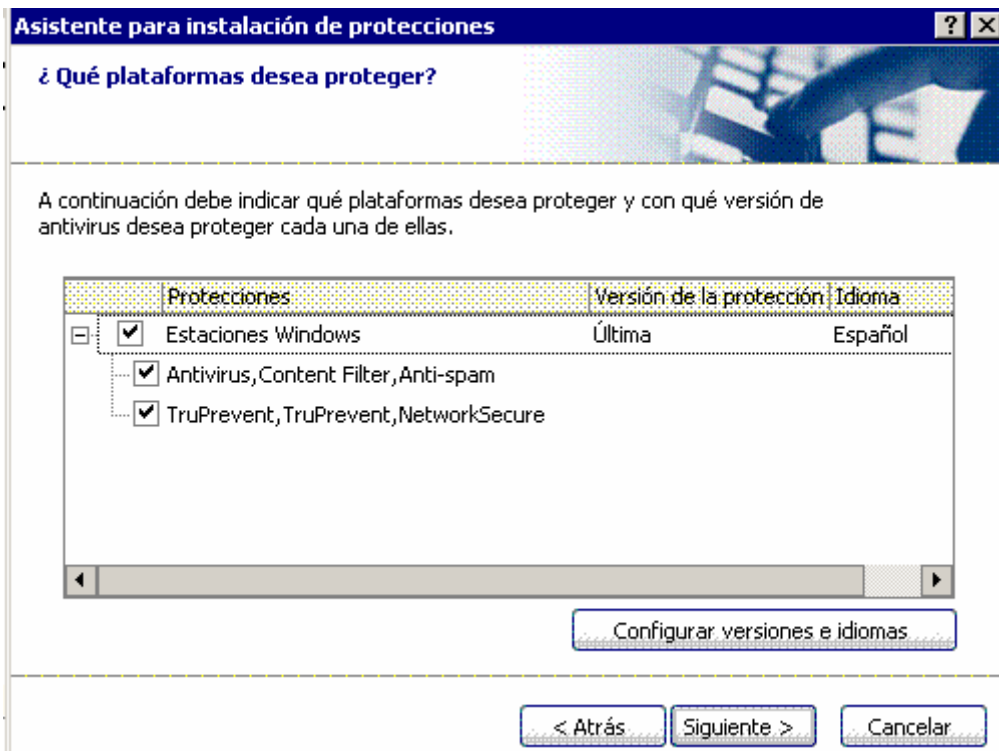 Asistente para instalación de protecciones
¿ Qué plataformas desea proteger?
A continuación debe indicar qué plataformas desea proteger y con qué versión de
antivirus desea proteger cada una de ellas.
Protecciones Versión de la protección Idioma
Estaciones Windows Última Español
Antivirus,Content Filter,Anti-spam
TruPrevent,TruPrevent,NetworkSecure
Configurar versiones e idiomas
< Atrás Siguiente > Cancelar